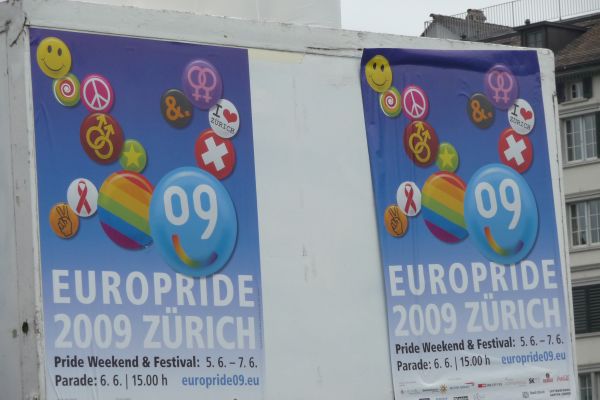 &.
I ❤
ZÜRICH
09
EUROPRIDE
2009 ZÜRICH
Pride Weekend & Festival: 5. 6. – 7. 6.
Parade: 6. 6. | 15.00 h europride09.eu
&.
I ❤
ZÜRICH
09
EUROPRIDE
2009 ZÜRICH
Pride Weekend & Festival: 5. 6. – 7. 6.
Parade: 6. 6. | 15.00 h europride09.eu